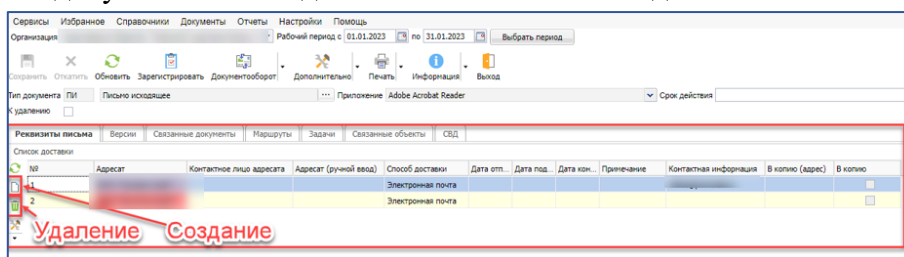 Сервисы Избранное Справочники Документы Отчеты Настройки Помощь
Организация Рабочий период с 01.01.2023 по 31.01.2023 Выбрать период
Сохранить Откатить Обновить Зарегистрировать Документооборот Дополнительно Печать Информация Выход
Тип документа ПИ Письмо исходящее ... Приложение Adobe Acrobat Reader Срок действия
К удалению
Реквизиты письма Версии Связанные документы Маршруты Задачи Связанные объекты СВД
Список доставки
№ Адресат Контактное лицо адресата Адресат (ручной ввод) Способ доставки Дата отп... Дата под... Дата кон... Примечание Контактная информация В копию (адрес) В копию
1 Электронная почта
2 Электронная почта
Удаление Создание